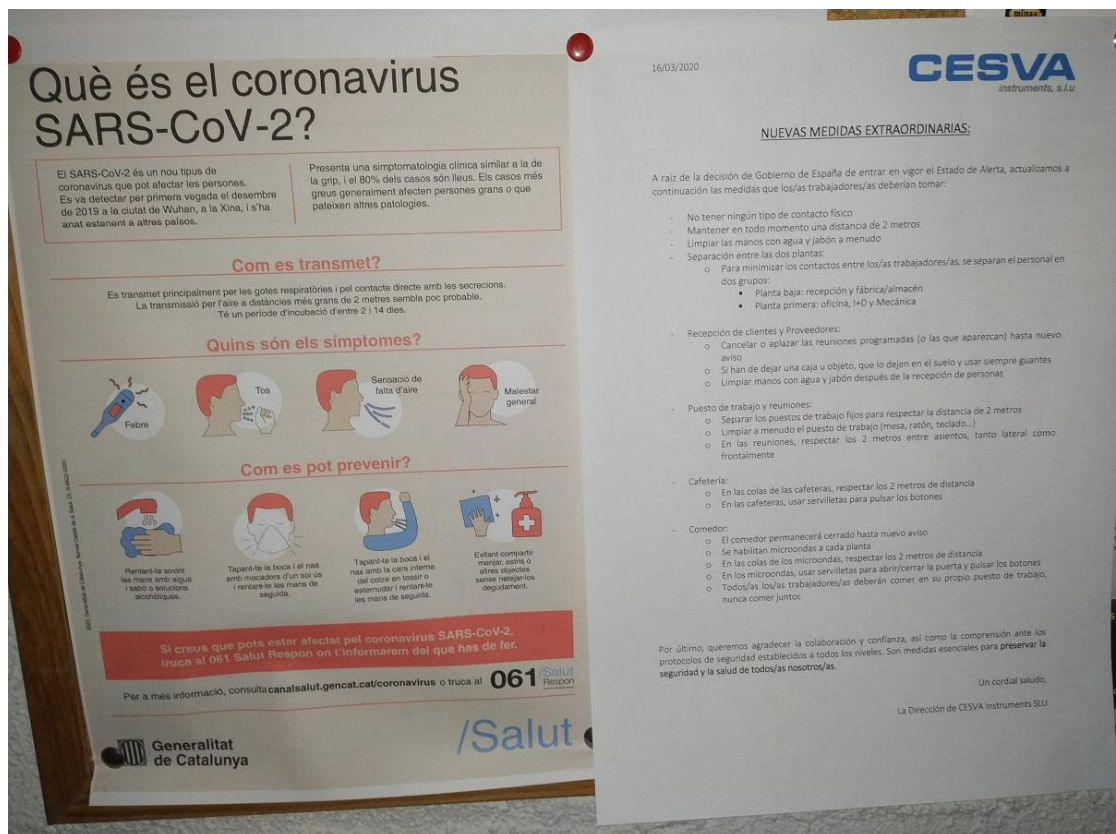 Què és el coronavirus
SARS-CoV-2?
El SARS-CoV-2 és un nou tipus de
coronavirus que pot afectar les persones.
Es va detectar per primera vegada el desembre
de 2019 a la ciutat de Wuhan, a la Xina, i s'ha
anat estenent a altres països.
Presenta una simptomatologia clínica similar a la de
la grip, i el 80% dels casos són lleus. Els casos més
greus generalment afecten persones grans o que
pateixen altres patologies.
Com es transmet?
Es transmet principalment per les gotes respiratòries i pel contacte directe amb les secrecions.
La transmissió per l'aire a distàncies més grans de 2 metres sembla poc probable.
Té un període d'incubació d'entre 2 i 14 dies.
Quins són els símptomes?
Febre
Tos
Sensació de
falta d'aire
Malestar
general
Com es pot prevenir?
Rentant-te sovint
les mans amb aigua
i sabó o solucions
alcohòliques.
Tapant-te la boca i el nas
amb mocadors d'un sol ús
i rentant-te les mans de
seguida.
Tapant-te la boca i el
nas amb la cara interna
del colze en tossir o
esternudar i rentant-te
les mans de seguida.
Evitant compartir
menjar, estris o
altres objectes
sense netejar-los
degudament.
Si creus que pots estar afectat pel coronavirus SARS-CoV-2,
truca al 061 Salut Respon on t'informarem del que has de fer.
Per a més informació, consulta canalsalut.gencat.cat/coronavirus o truca al 061 /Salut
Respon
Generalitat
de Catalunya
/Salut
16/03/2020
CESVA
instruments, s.l.u
NUEVAS MEDIDAS EXTRAORDINARIAS:
A raíz de la decisión de Gobierno de España de entrar en vigor el Estado de Alerta, actualizamos a
continuación las medidas que los/as trabajadores/as deberían tomar:
- No tener ningún tipo de contacto físico
- Mantener en todo momento una distancia de 2 metros
- Limpiar las manos con agua y jabón a menudo
- Separación entre las dos plantas:
o Para minimizar los contactos entre los/as trabajadores/as, se separan el personal en
dos grupos:
▪ Planta baja: recepción y fábrica/almacén
▪ Planta primera: oficina, I+D y Mecánica
- Recepción de clientes y Proveedores:
o Cancelar o aplazar las reuniones programadas (o las que aparezcan) hasta nuevo
aviso
o Si han de dejar una caja u objeto, que lo dejen en el suelo y usar siempre guantes
o Limpiar manos con agua y jabón después de la recepción de personas
- Puesto de trabajo y reuniones:
o Separar los puestos de trabajo fijos para respectar la distancia de 2 metros
o Limpiar a menudo el puesto de trabajo (mesa, ratón, teclado...)
o En las reuniones, respectar los 2 metros entre asientos, tanto lateral como
frontalmente
- Cafetería:
o En las colas de las cafeteras, respectar los 2 metros de distancia
o En las cafeteras, usar servilletas para pulsar los botones
- Comedor:
o El comedor permanecerá cerrado hasta nuevo aviso
o Se habilitan microondas a cada planta
o En las colas de los microondas, respectar los 2 metros de distancia
o En los microondas, usar servilletas para abrir/cerrar la puerta y pulsar los botones
o Todos/as los/as trabajadores/as deberán comer en su propio puesto de trabajo,
nunca comer juntos
Por último, queremos agradecer la colaboración y confianza, así como la comprensión ante los
protocolos de seguridad establecidos a todos los niveles. Son medidas esenciales para preservar la
seguridad y la salud de todos/as nosotros/as.
Un cordial saludo,
La Dirección de CESVA Instruments SLU